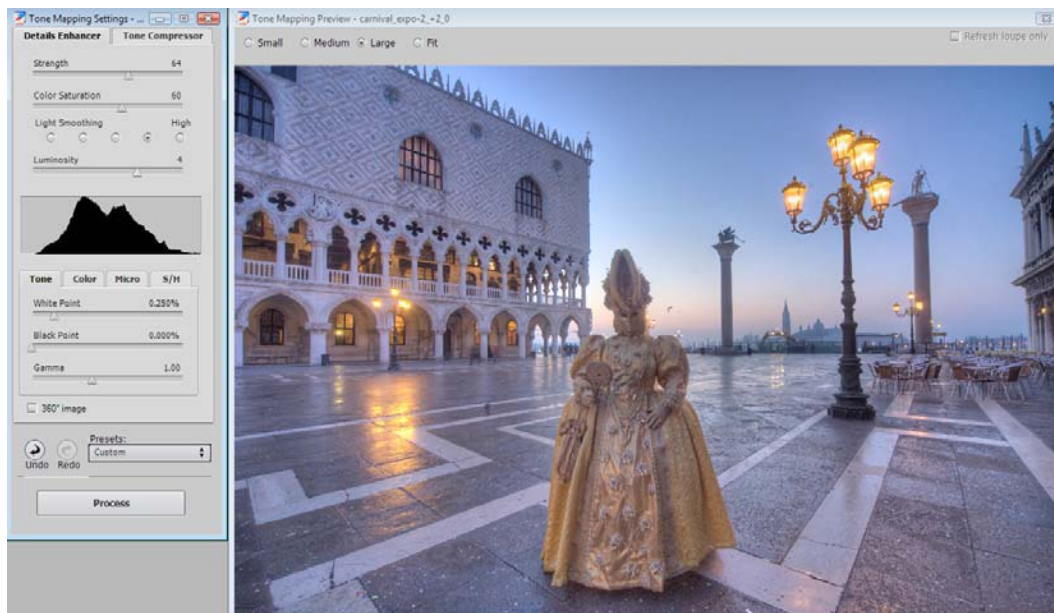 Tone Mapping Settings - ...
Details Enhancer Tone Compressor
Strength 64
Color Saturation 60
Light Smoothing High
Luminosity 4
Tone Color Micro S/H
White Point 0.250%
Black Point 0.000%
Gamma 1.00
360° image
Presets:
Custom
Undo Redo
Process
Tone Mapping Preview - carnival_expo-2_+2_0
Small Medium Large Fit
Refresh loupe only